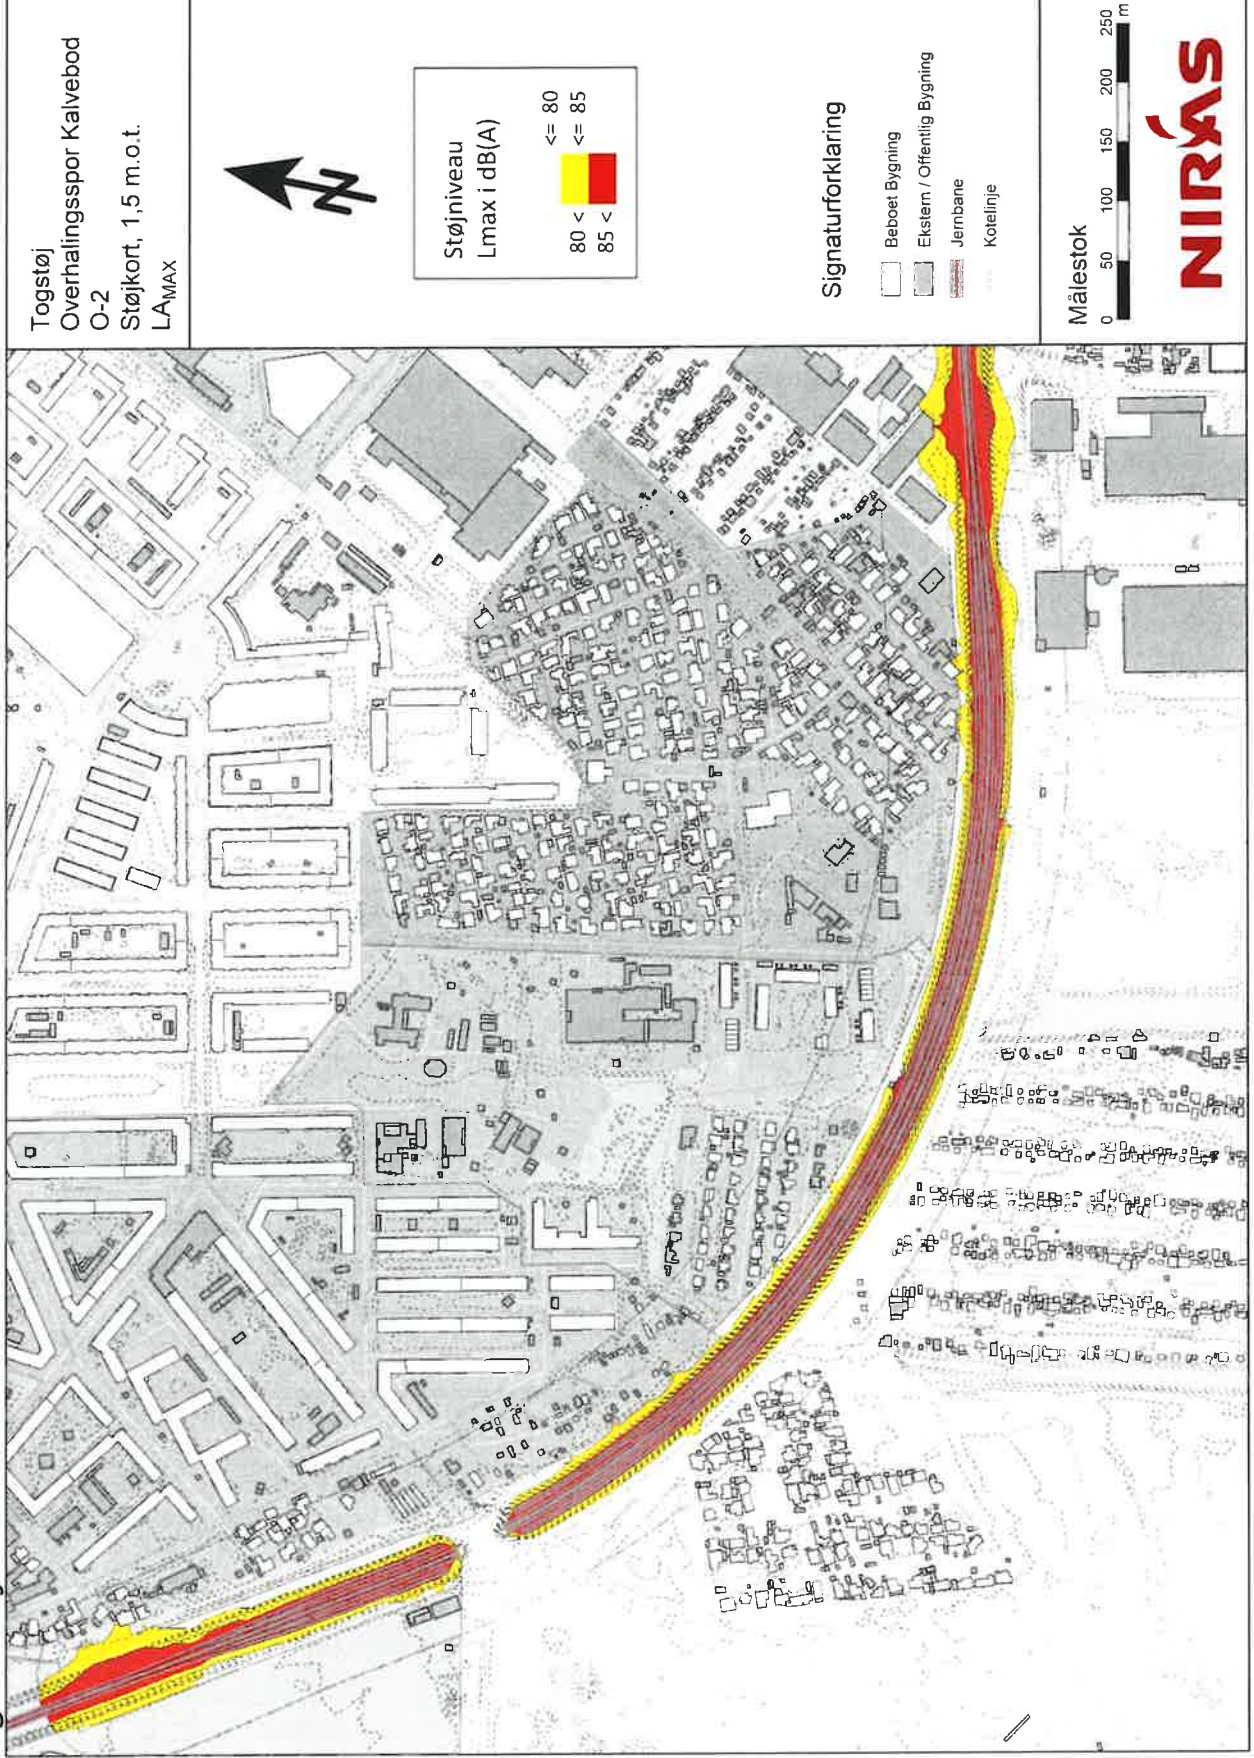 Togstøj
Overhalingsspor Kalvebod
O-2
Støjkort, 1,5 m.o.t.
LAMAX
N
Støjniveau
Lmax i dB(A)
<= 80
80 < <= 85
85 <
Signaturforklaring
Beboet Bygning
Ekstern / Offentlig Bygning
Jernbane
Kotelinje
Målestok
0 50 100 150 200 250
m
NIRAS